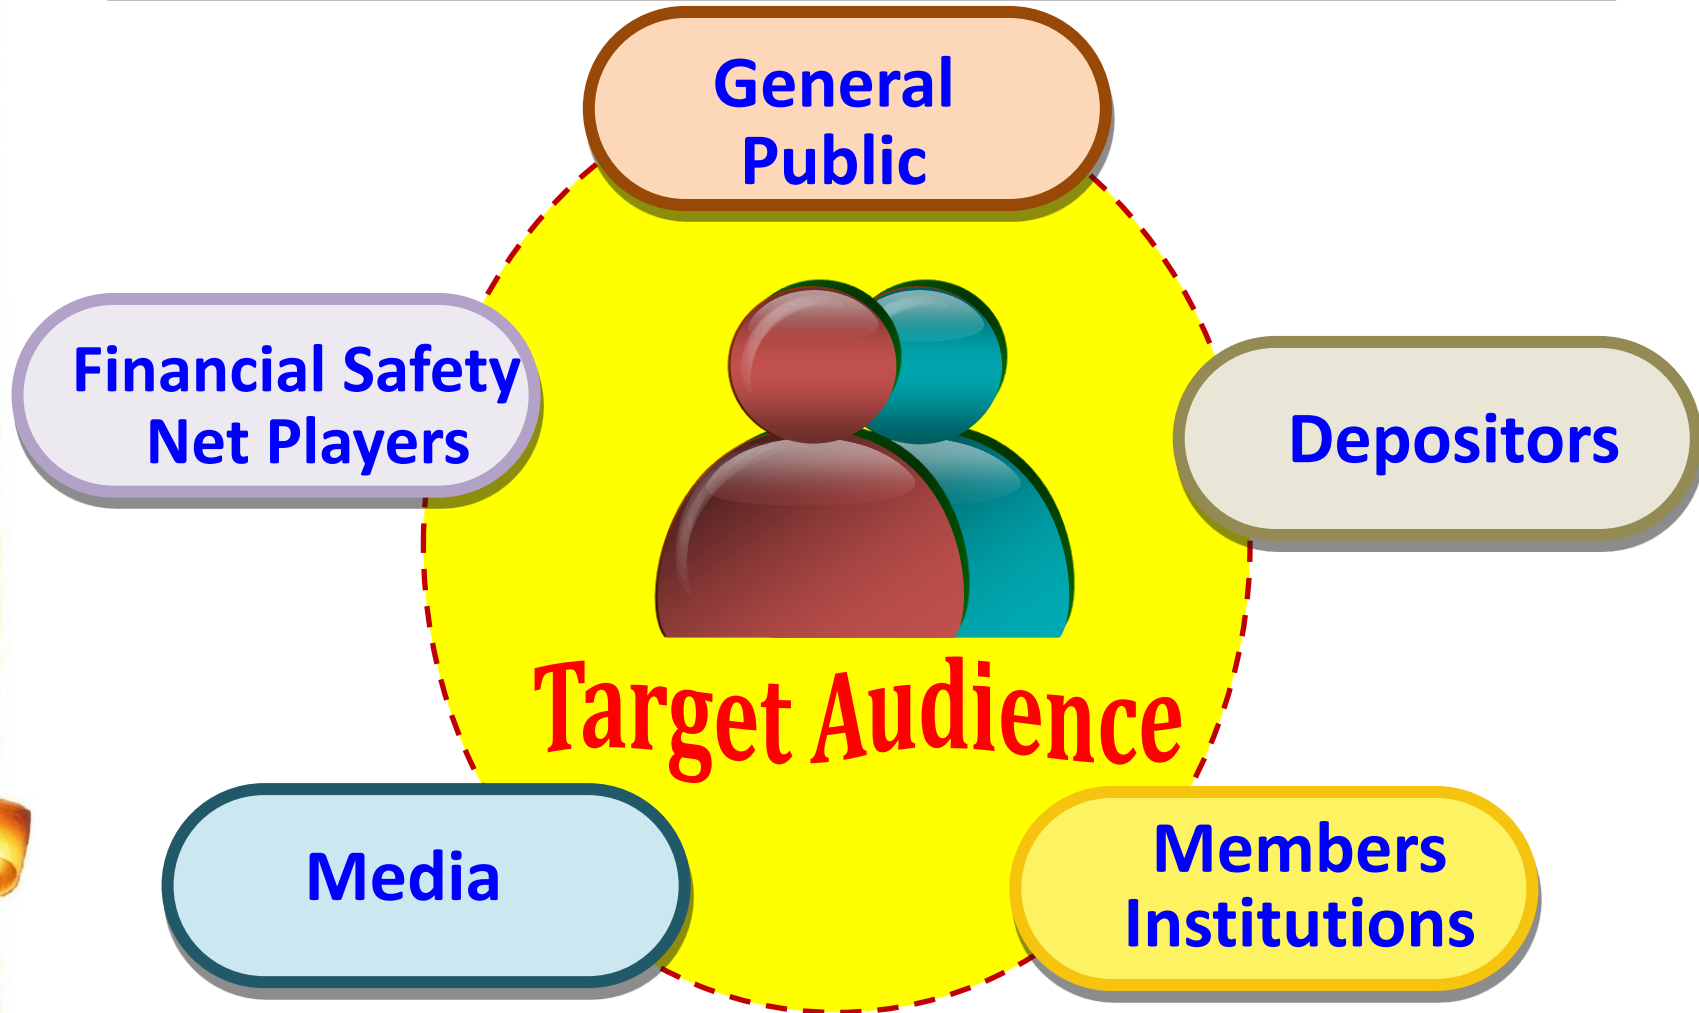 General
Public
Financial Safety
Net Players
Depositors
Target Audience
Media
Members
Institutions